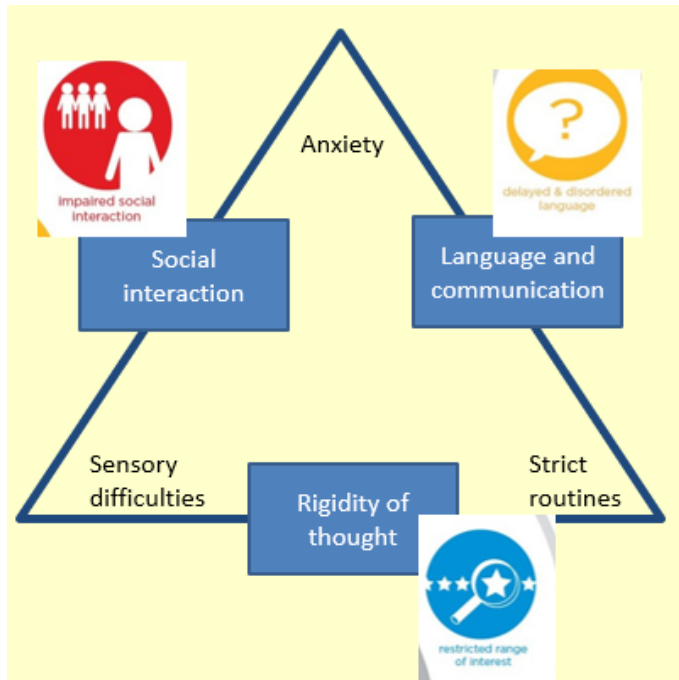 Anxiety
impaired social
interaction
?
delayed & disordered
language
Social
interaction
Language and
communication
Sensory
difficulties
Rigidity of
thought
Strict
routines
restricted range
of interest